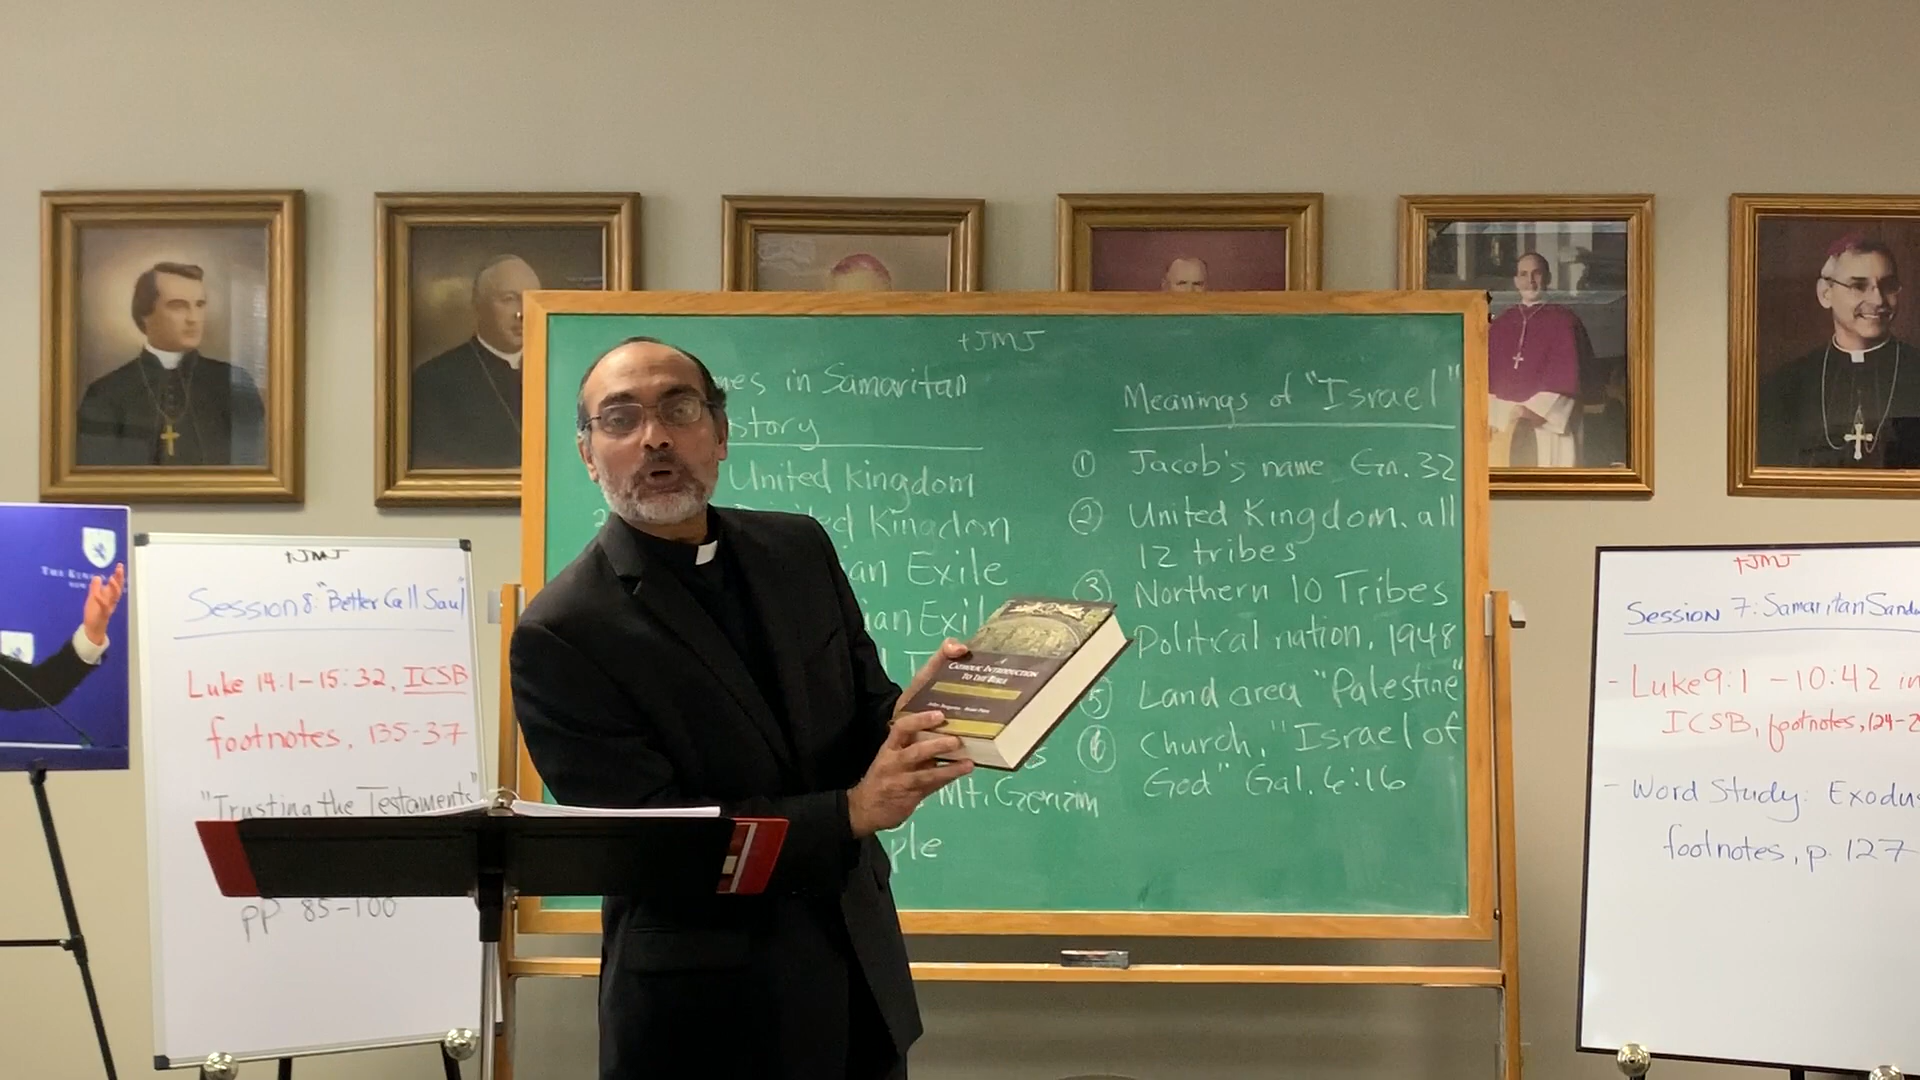 +JMJ
mes in Samaritan
story
United Kingdom
Kingdom
ian Exile
ian Exil
Mt. Gerizim
ple
Meanings of "Israel"
① Jacob's name Gn. 32
② United Kingdom, all
12 tribes
③ Northern 10 Tribes
Political nation, 1948
5 Land area "Palestine"
⑥ Church, "Israel of
God" Gal. 6:16
A
CATHOLIC INTRODUCTION
TO THE BIBLE
+JMJ
Session 8: "Better Call Saul"
Luke 14:1-15:32, ICSB
footnotes, 135-37
"Trusting the Testaments"
pp 85-100
+JMJ
Session 7: Samaritan Sand
- Luke 9:1 - 10:42 in
ICSB, footnotes, 124-2
- Word Study: Exodu
footnotes, p. 127